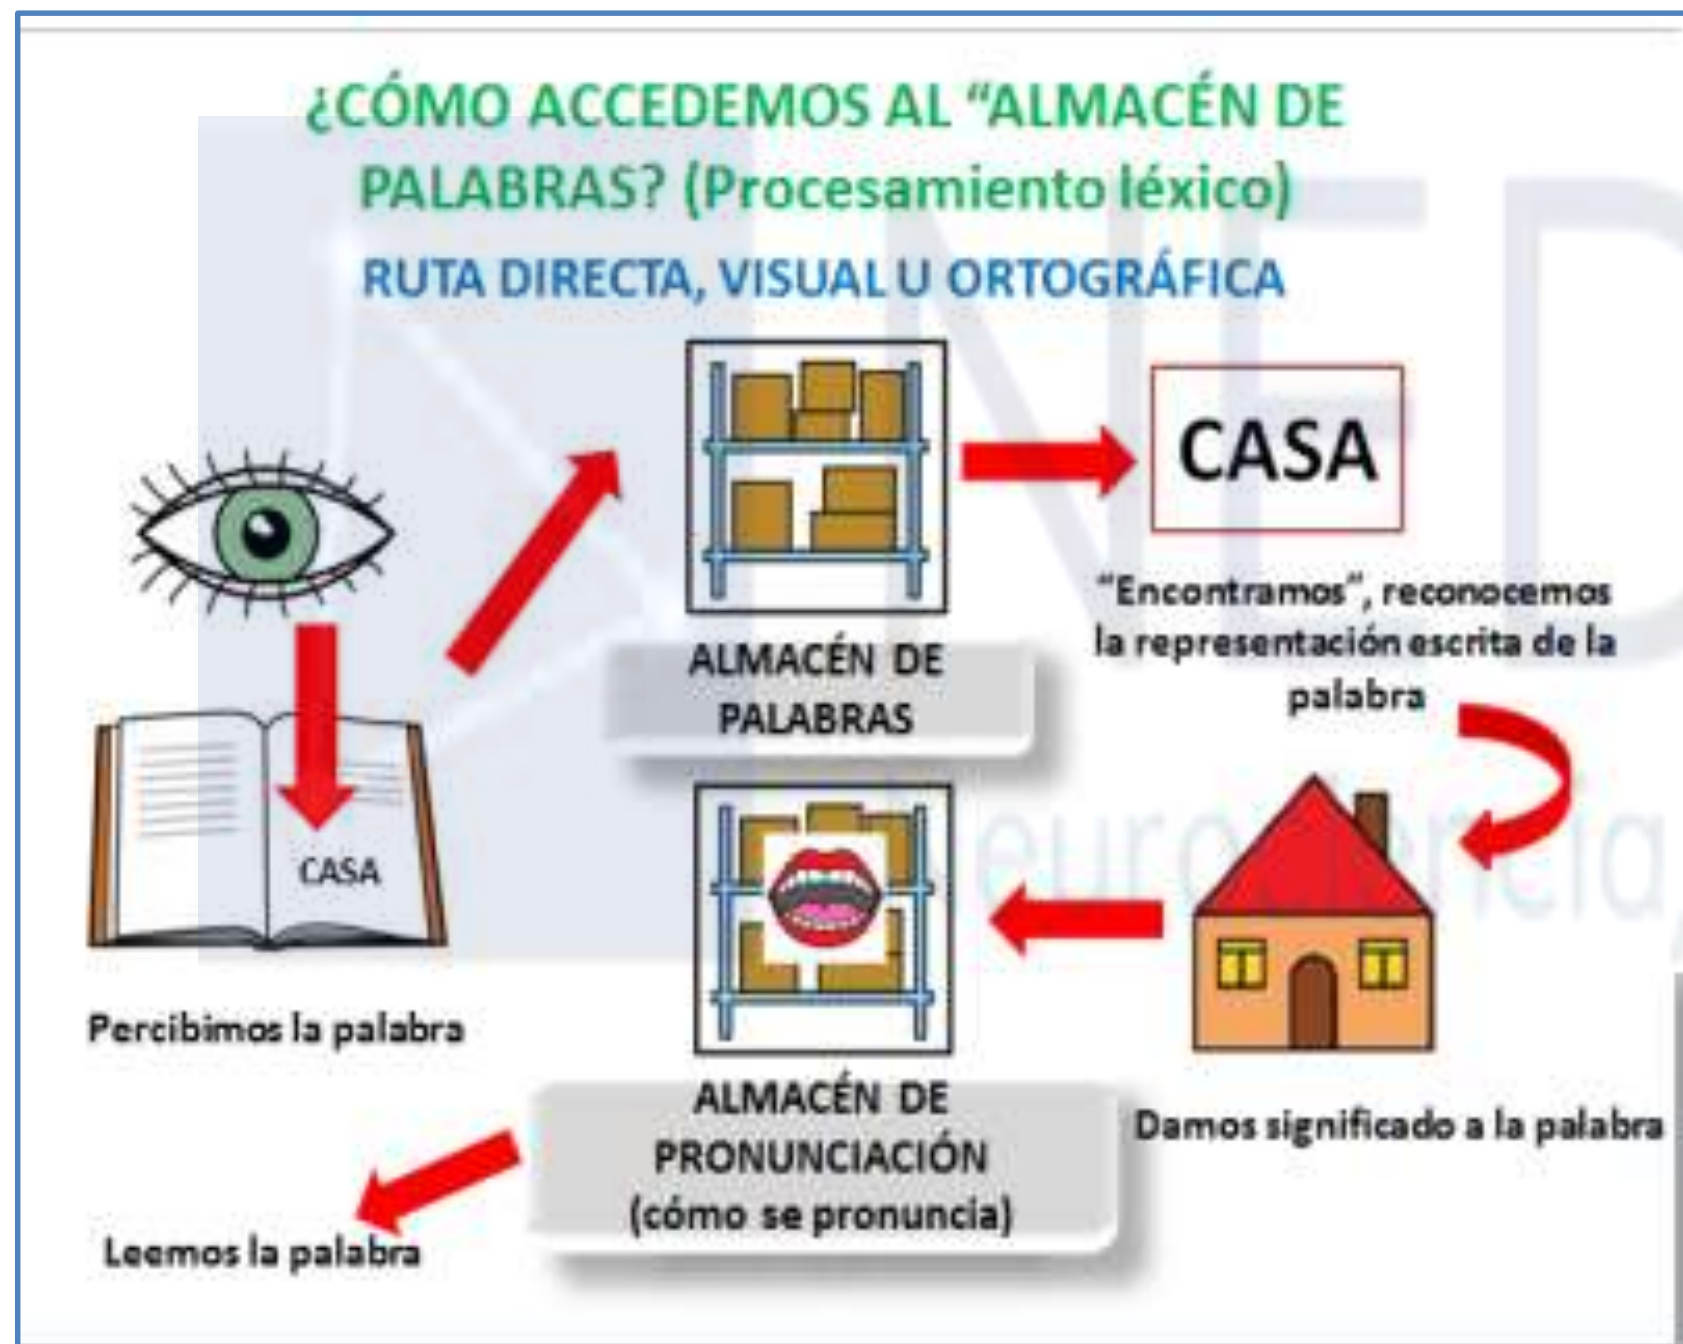 ¿CÓMO ACCEDEMOS AL “ALMACÉN DE
PALABRAS? (Procesamiento léxico)
RUTA DIRECTA, VISUAL U ORTOGRÁFICA
CASA
“Encontramos”, reconocemos
la representación escrita de la
palabra
ALMACÉN DE
PALABRAS
CASA
Percibimos la palabra
Damos significado a la palabra
ALMACÉN DE
PRONUNCIACIÓN
(cómo se pronuncia)
Leemos la palabra